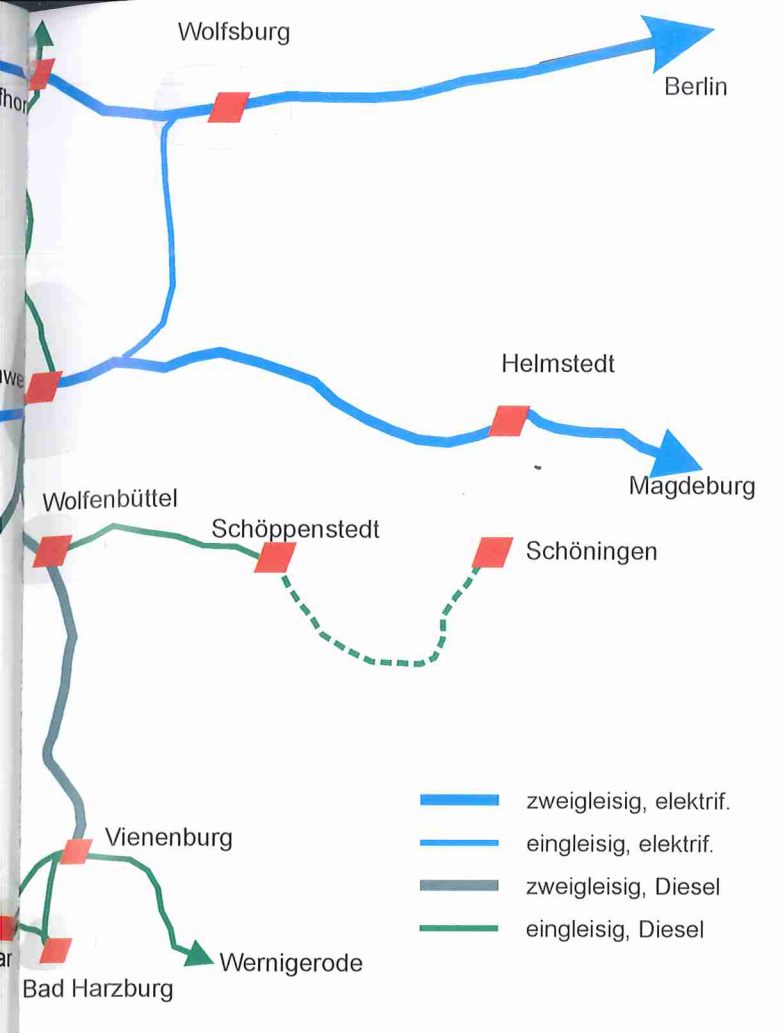 Wolfsburg
Berlin
Helmstedt
Magdeburg
Wolfenbüttel
Schöppenstedt
Schöningen
zweigleisig, elektrif.
eingleisig, elektrif.
Vienenburg
zweigleisig, Diesel
eingleisig, Diesel
Wernigerode
Bad Harzburg